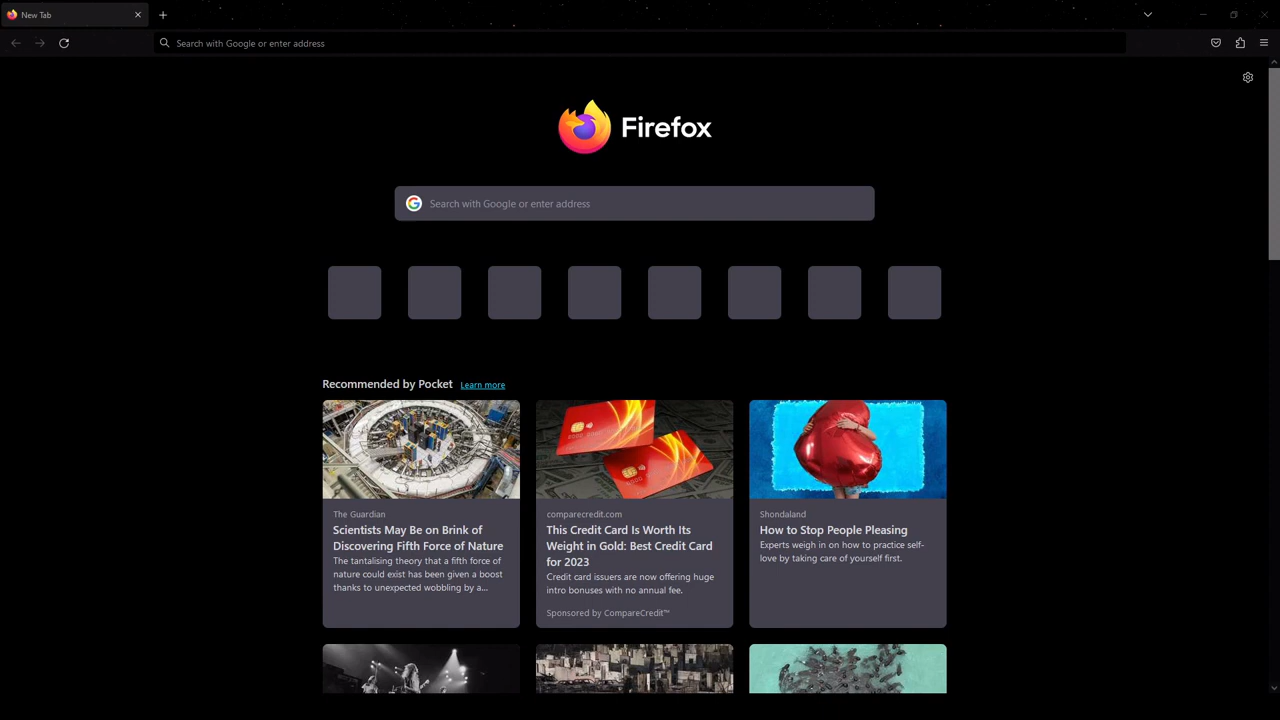 New Tab
Search with Google or enter address
Firefox
Search with Google or enter address
Recommended by Pocket Learn more
The Guardian
Scientists May Be on Brink of
Discovering Fifth Force of Nature
The tantalising theory that a fifth force of
nature could exist has been given a boost
thanks to unexpected wobbling by a...
comparecredit.com
This Credit Card Is Worth Its
Weight in Gold: Best Credit Card
for 2023
Credit card issuers are now offering huge
intro bonuses with no annual fee.
Sponsored by CompareCredit™
Shondaland
How to Stop People Pleasing
Experts weigh in on how to practice self-
love by taking care of yourself first.